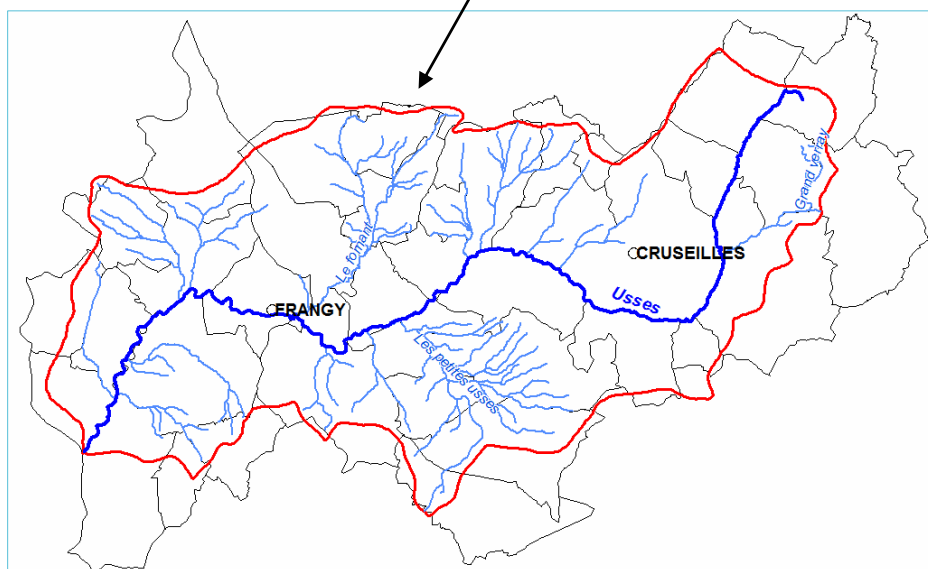 Grand verray
Le fornant
CRUSEILLES
Usses
FRANGY
Les petites usses